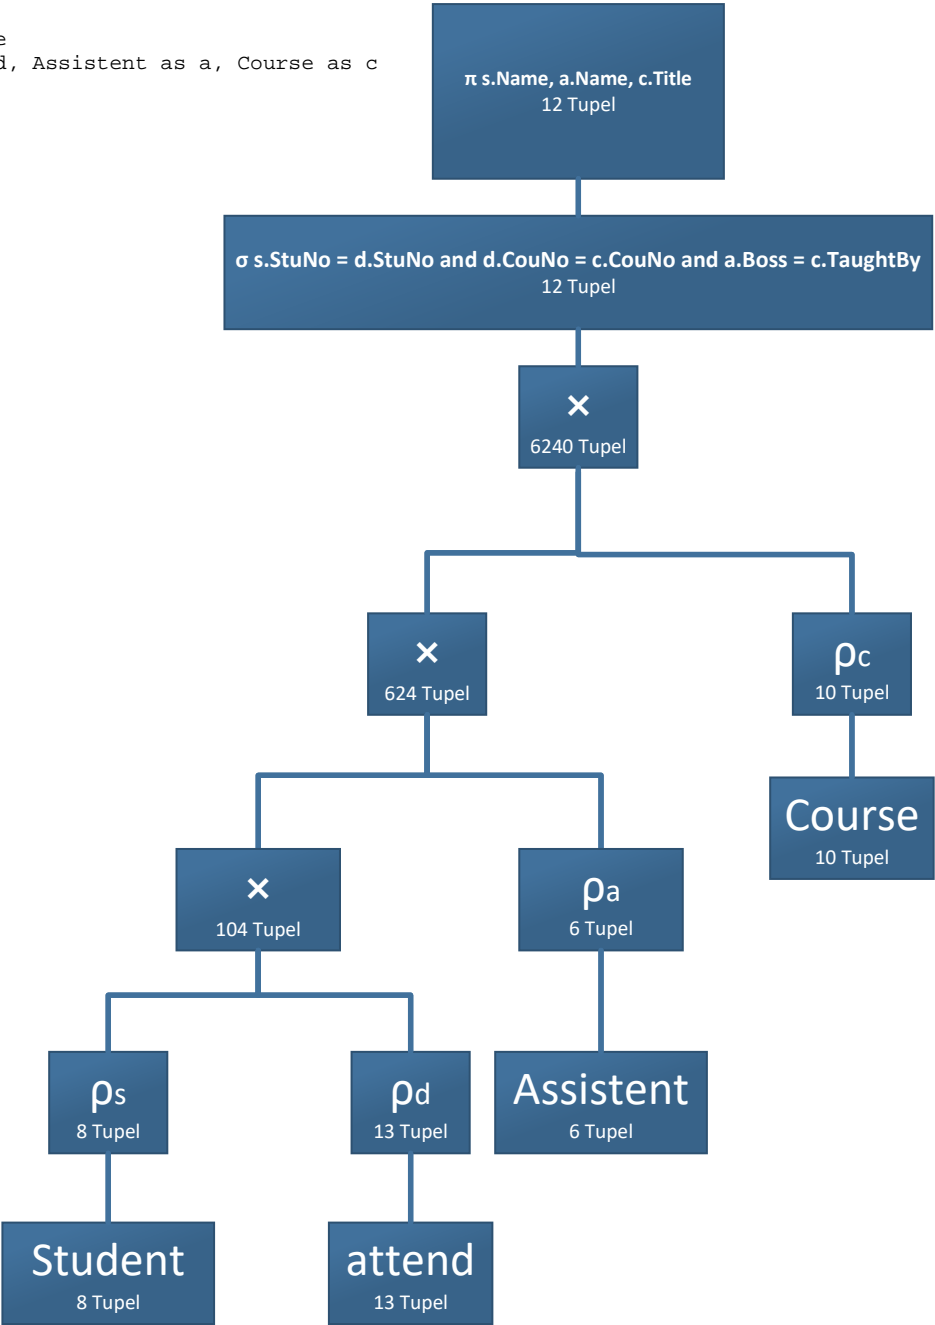 e
d, Assistent as a, Course as c
π s.Name, a.Name, c.Title
12 Tupel
σ s.StuNo = d.StuNo and d.CouNo = c.CouNo and a.Boss = c.TaughtBy
12 Tupel
×
6240 Tupel
×
624 Tupel
ρc
10 Tupel
Course
10 Tupel
×
104 Tupel
ρa
6 Tupel
ρs
8 Tupel
ρd
13 Tupel
Assistent
6 Tupel
Student
8 Tupel
attend
13 Tupel